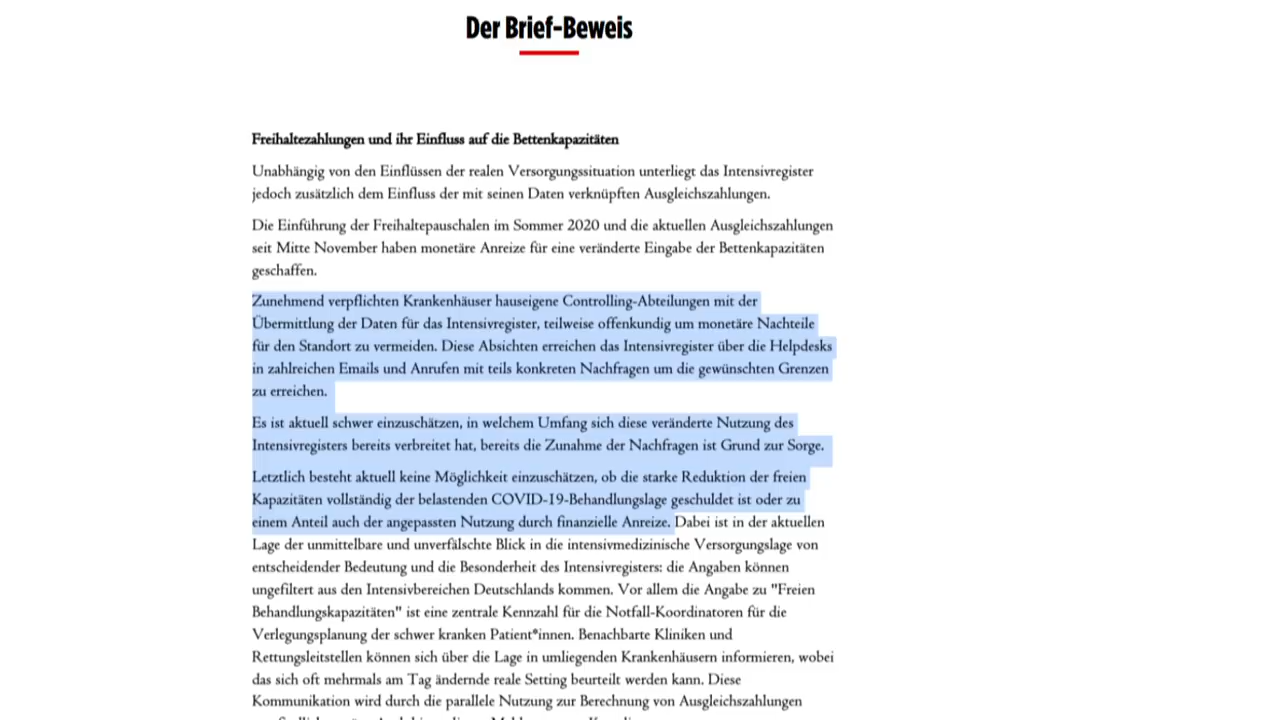 Der Brief-Beweis
Freihaltezahlungen und ihr Einfluss auf die Bettenkapazitäten
Unabhängig von den Einflüssen der realen Versorgungssituation unterliegt das Intensivregister
jedoch zusätzlich dem Einfluss der mit seinen Daten verknüpften Ausgleichszahlungen.
Die Einführung der Freihaltepauschalen im Sommer 2020 und die aktuellen Ausgleichszahlungen
seit Mitte November haben monetäre Anreize für eine veränderte Eingabe der Bettenkapazitäten
geschaffen.
Zunehmend verpflichten Krankenhäuser hauseigene Controlling-Abteilungen mit der
Übermittlung der Daten für das Intensivregister, teilweise offenkundig um monetäre Nachteile
für den Standort zu vermeiden. Diese Absichten erreichen das Intensivregister über die Helpdesks
in zahlreichen Emails und Anrufen mit teils konkreten Nachfragen um die gewünschten Grenzen
zu erreichen.
Es ist aktuell schwer einzuschätzen, in welchem Umfang sich diese veränderte Nutzung des
Intensivregisters bereits verbreitet hat, bereits die Zunahme der Nachfragen ist Grund zur Sorge.
Letztlich besteht aktuell keine Möglichkeit einzuschätzen, ob die starke Reduktion der freien
Kapazitäten vollständig der belastenden COVID-19-Behandlungslage geschuldet ist oder zu
einem Anteil auch der angepassten Nutzung durch finanzielle Anreize. Dabei ist in der aktuellen
Lage der unmittelbare und unverfälschte Blick in die intensivmedizinische Versorgungslage von
entscheidender Bedeutung und die Besonderheit des Intensivregisters: die Angaben können
ungefiltert aus den Intensivbereichen Deutschlands kommen. Vor allem die Angabe zu "Freien
Behandlungskapazitäten" ist eine zentrale Kennzahl für die Notfall-Koordinatoren für die
Verlegungsplanung der schwer kranken Patient*innen. Benachbarte Kliniken und
Rettungsleitstellen können sich über die Lage in umliegenden Krankenhäusern informieren, wobei
das sich oft mehrmals am Tag ändernde reale Setting beurteilt werden kann. Diese
Kommunikation wird durch die parallele Nutzung zur Berechnung von Ausgleichszahlungen